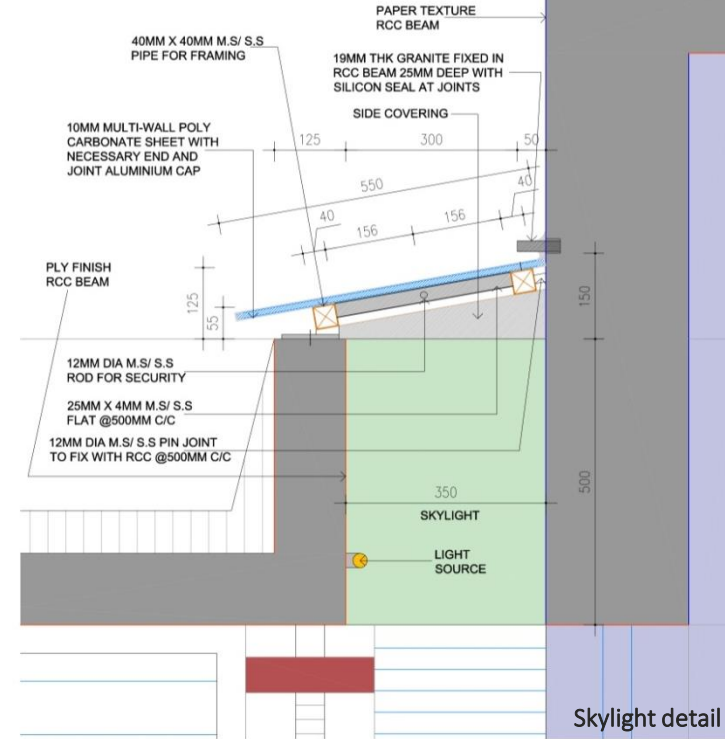 PAPER TEXTURE
RCC BEAM
40MM X 40MM M.S/ S.S
PIPE FOR FRAMING
19MM THK GRANITE FIXED IN
RCC BEAM 25MM DEEP WITH
SILICON SEAL AT JOINTS
SIDE COVERING
10MM MULTI-WALL POLY
CARBONATE SHEET WITH
NECESSARY END AND
JOINT ALUMINIUM CAP
125
300
50
550
40
40
156
156
PLY FINISH
RCC BEAM
125
55
150
12MM DIA M.S/ S.S
ROD FOR SECURITY
25MM X 4MM M.S/ S.S
FLAT @500MM C/C
12MM DIA M.S/ S.S PIN JOINT
TO FIX WITH RCC @500MM C/C
500
350
SKYLIGHT
LIGHT
SOURCE
Skylight detail